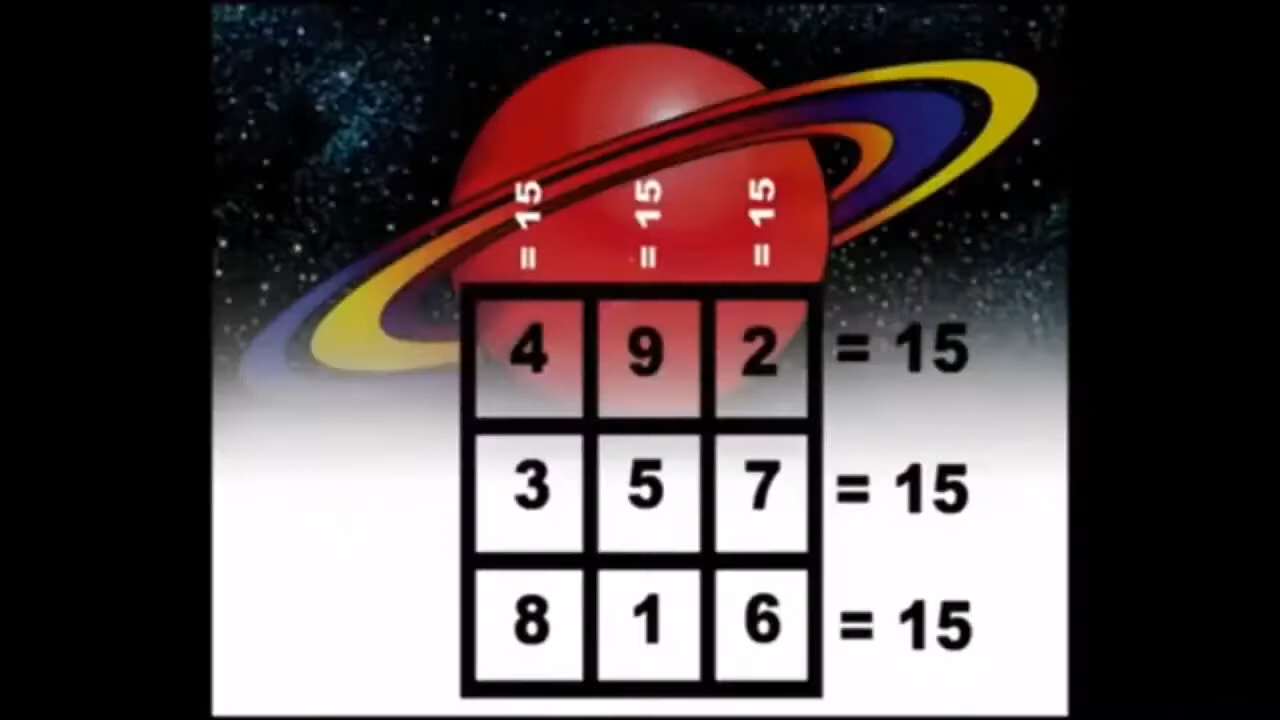 = 15 = 15 = 15
4 9 2 = 15
3 5 7 = 15
8 1 6 = 15